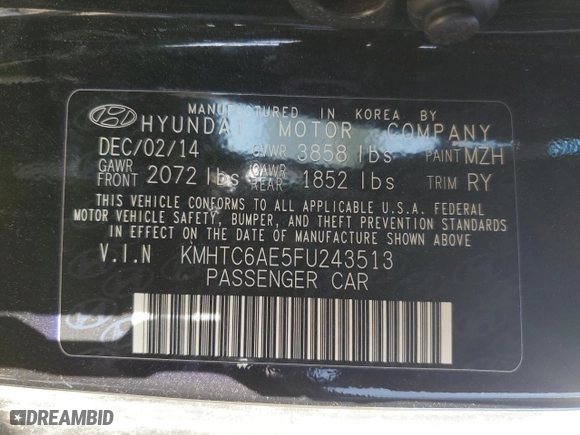 MANUFACTURED IN KOREA BY
HYUNDAI MOTOR COMPANY
DEC/02/14 GVWR 3858 lbs PAINT MZH
GAWR FRONT 2072 lbs GAWR REAR 1852 lbs TRIM RY
THIS VEHICLE CONFORMS TO ALL APPLICABLE U.S.A. FEDERAL
MOTOR VEHICLE SAFETY, BUMPER, AND THEFT PREVENTION STANDARDS
IN EFFECT ON THE DATE OF MANUFACTURE SHOWN ABOVE
V.I.N KMHTC6AE5FU243513
PASSENGER CAR
DREAMBID